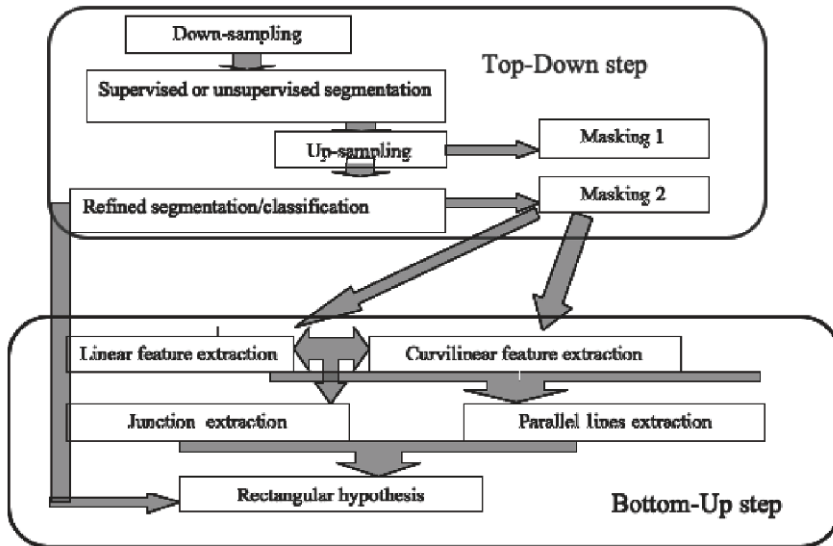 Down-sampling
Top-Down step
Supervised or unsupervised segmentation
Up-sampling
Masking 1
Refined segmentation/classification
Masking 2
Linear feature extraction
Curvilinear feature extraction
Junction extraction
Parallel lines extraction
Rectangular hypothesis
Bottom-Up step